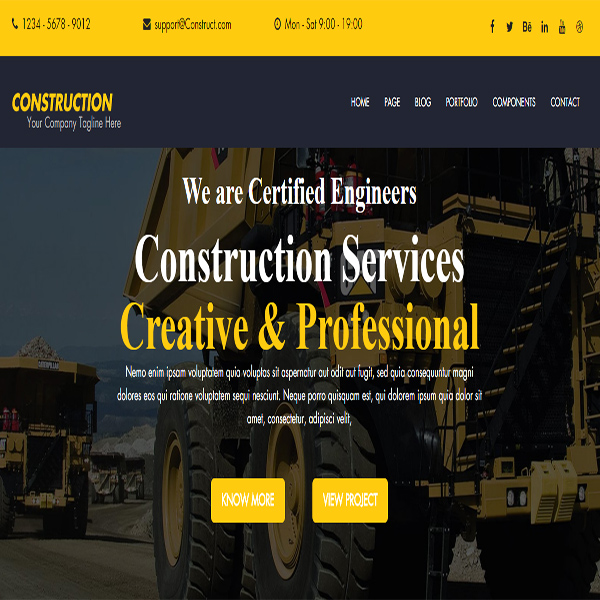 1234 - 5678 - 9012 support@Construct.com Mon - Sat 9:00 - 19:00
CONSTRUCTION
Your Company Tagline Here
HOME PAGE BLOG PORTFOLIO COMPONENTS CONTACT
We are Certified Engineers
Construction Services
Creative & Professional
Nemo enim ipsam voluptatem quia voluptas sit aspernatur aut odit aut fugit, sed quia consequuntur magni
dolores eos qui ratione voluptatem sequi nesciunt. Neque porro quisquam est, qui dolorem ipsum quia dolor sit
amet, consectetur, adipisci velit,
KNOW MORE VIEW PROJECT
CATERPILLAR